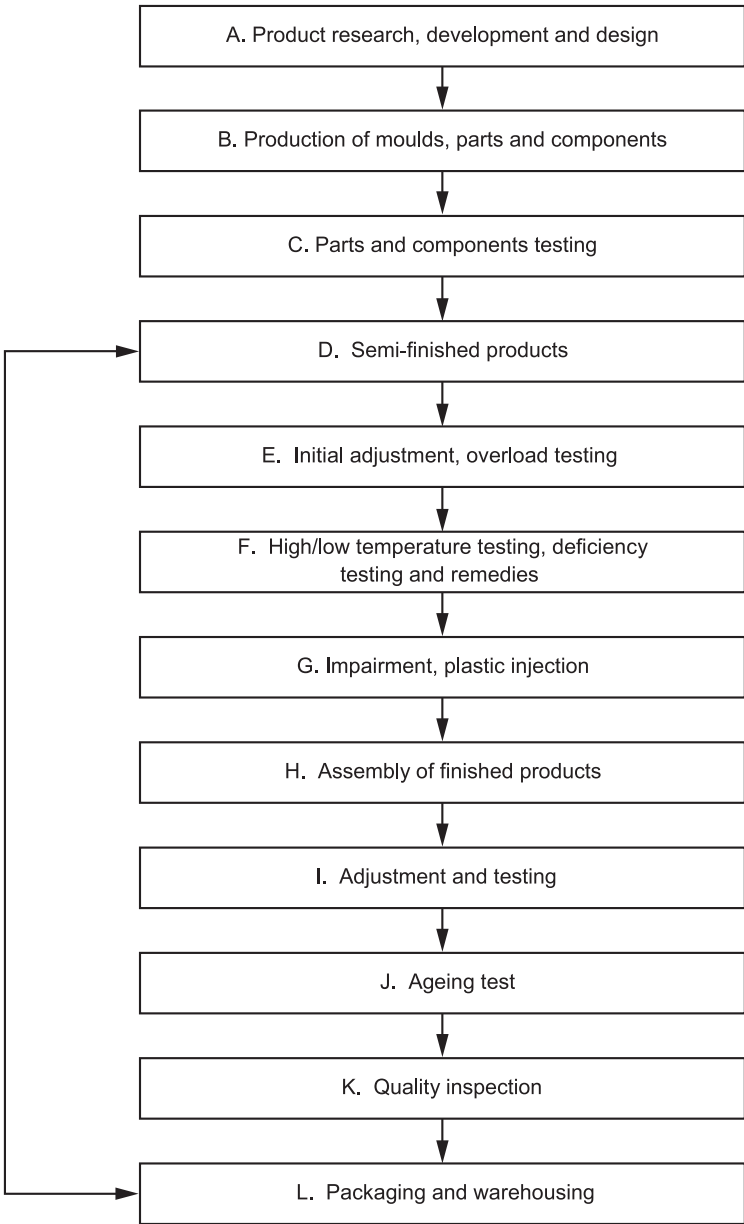 A. Product research, development and design
B. Production of moulds, parts and components
C. Parts and components testing
D. Semi-finished products
E. Initial adjustment, overload testing
F. High/low temperature testing, deficiency
testing and remedies
G. Impairment, plastic injection
H. Assembly of finished products
I. Adjustment and testing
J. Ageing test
K. Quality inspection
L. Packaging and warehousing